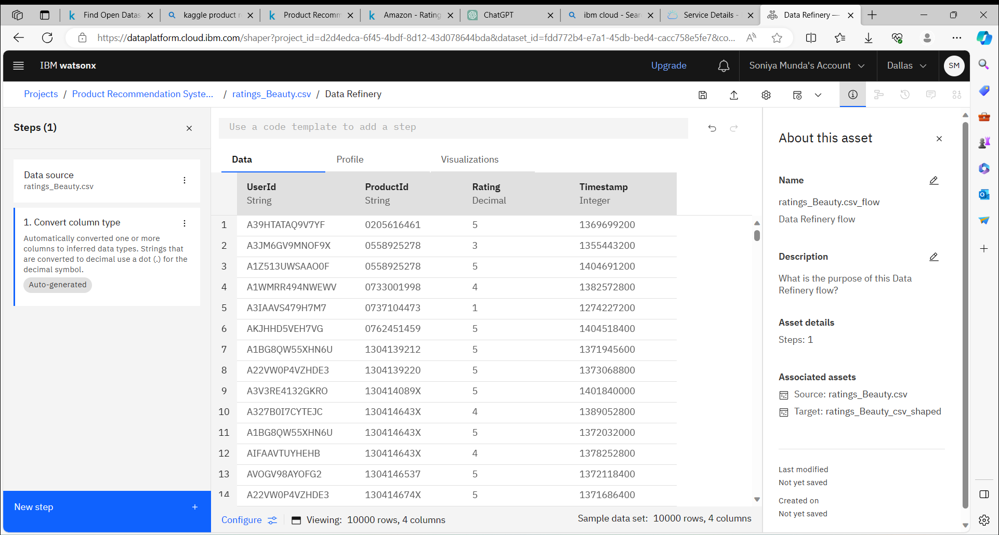 Find Open Datas
kaggle product r
Product Recomm
Amazon - Rating
ChatGPT
ibm cloud - Sear
Service Details -
Data Refinery —
https://dataplatform.cloud.ibm.com/shaper?project_id=d2d4edca-6f45-4bdf-8d12-43d078644bda&dataset_id=fdd772b4-e7a1-45db-bed4-cacc758e5fe7&co...
IBM watsonx
Upgrade
Soniya Munda's Account
Dallas
SM
Projects / Product Recommendation Syste... / ratings_Beauty.csv / Data Refinery
Steps (1)
Data source
ratings_Beauty.csv
1. Convert column type
Automatically converted one or more
columns to inferred data types. Strings that
are converted to decimal use a dot (.) for the
decimal symbol.
Auto-generated
New step +
Use a code template to add a step
Data Profile Visualizations
UserId ProductId Rating Timestamp
String String Decimal Integer
1 A39HTATAQ9V7YF 0205616461 5 1369699200
2 A3JM6GV9MNOF9X 0558925278 3 1355443200
3 A1Z513UWSAAO0F 0558925278 5 1404691200
4 A1WMRR494NWEWV 0733001998 4 1382572800
5 A3IAAVS479H7M7 0737104473 1 1274227200
6 AKJHHD5VEH7VG 0762451459 5 1404518400
7 A1BG8QW55XHN6U 1304139212 5 1371945600
8 A22VW0P4VZHDE3 1304139220 5 1373068800
9 A3V3RE4132GKRO 130414089X 5 1401840000
10 A327B0I7CYTEJC 130414643X 4 1389052800
11 A1BG8QW55XHN6U 130414643X 5 1372032000
12 AIFAAVTUYHEHB 130414643X 4 1378252800
13 AVOGV98AYOFG2 1304146537 5 1372118400
14 A22VW0P4VZHDE3 130414674X 5 1371686400
Configure
Viewing: 10000 rows, 4 columns
Sample data set: 10000 rows, 4 columns
About this asset
Name
ratings_Beauty.csv_flow
Data Refinery flow
Description
What is the purpose of this Data
Refinery flow?
Asset details
Steps: 1
Associated assets
Source: ratings_Beauty.csv
Target: ratings_Beauty_csv_shaped
Last modified
Not yet saved
Created on
Not yet saved